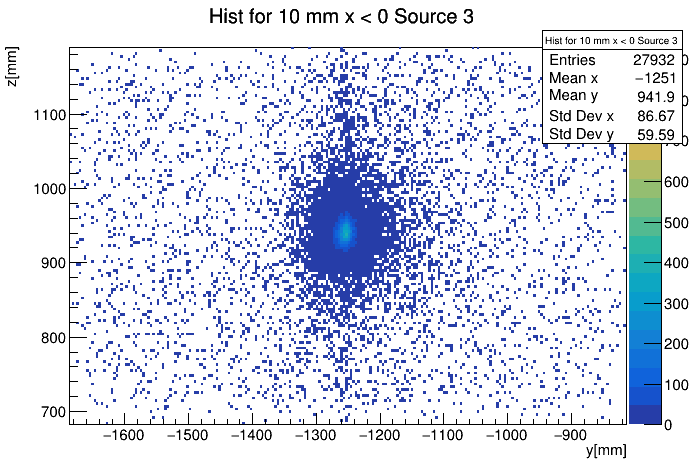 Hist for 10 mm x < 0 Source 3
z[mm]
Hist for 10 mm x < 0 Source 3
Entries 27932
Mean x −1251
Mean y 941.9
Std Dev x 86.67
Std Dev y 59.59
1100
1000
900
800
700
600
500
400
300
200
100
0
−1600 −1500 −1400 −1300 −1200 −1100 −1000 −900
y[mm]